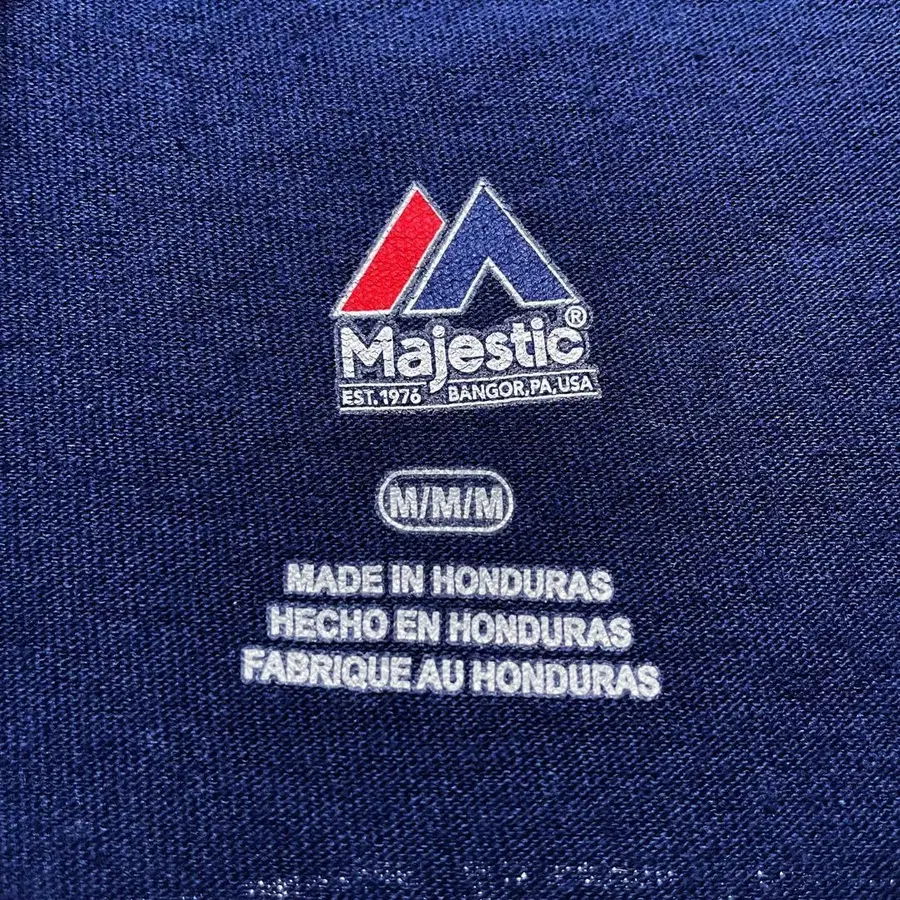 Majestic®
EST. 1976 BANGOR, PA, USA
M/M/M
MADE IN HONDURAS
HECHO EN HONDURAS
FABRIQUE AU HONDURAS